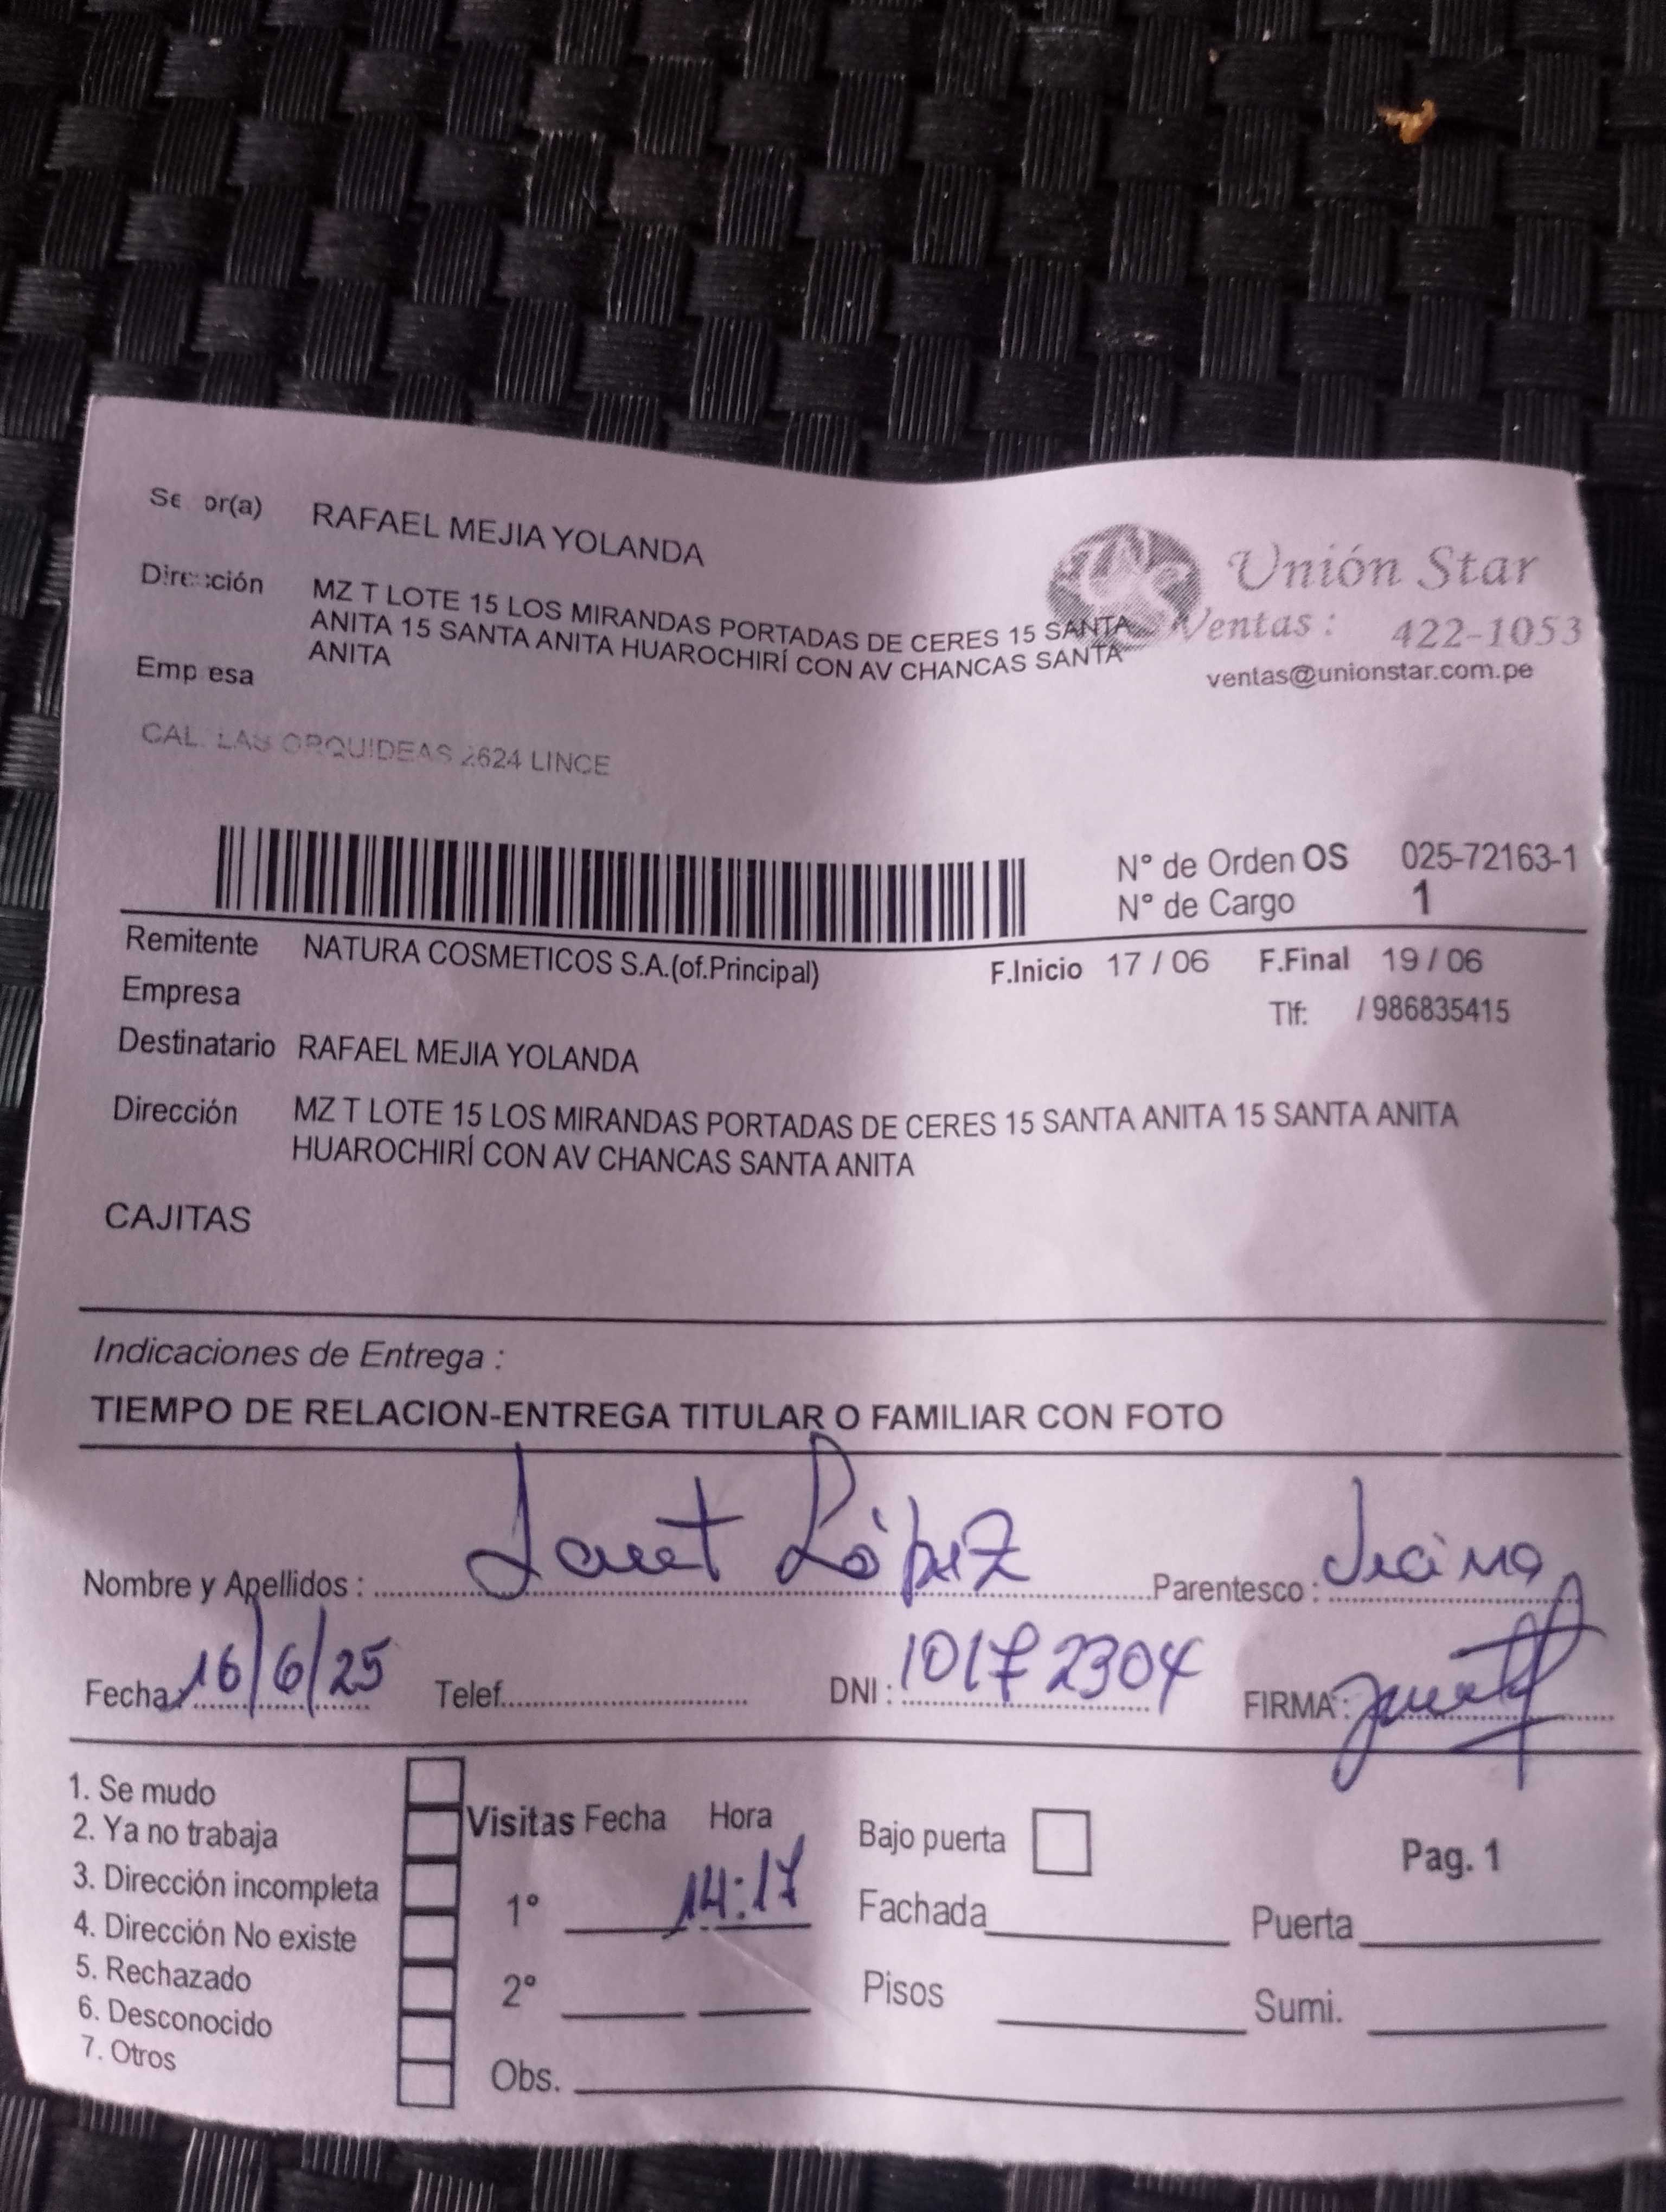 Se or(a) RAFAEL MEJIA YOLANDA
Unión Star
Dirección MZ T LOTE 15 LOS MIRANDAS PORTADAS DE CERES 15 SANTA
ANITA 15 SANTA ANITA HUAROCHIRÍ CON AV CHANCAS SANTA
ANITA
Ventas : 422-1053
ventas@unionstar.com.pe
Emp esa
CAL. LAS ORQUIDEAS 2624 LINCE
N° de Orden OS 025-72163-1
N° de Cargo 1
Remitente NATURA COSMETICOS S.A.(of.Principal) F.Inicio 17 / 06 F.Final 19 / 06
Empresa Tlf: / 986835415
Destinatario RAFAEL MEJIA YOLANDA
Dirección MZ T LOTE 15 LOS MIRANDAS PORTADAS DE CERES 15 SANTA ANITA 15 SANTA ANITA
HUAROCHIRÍ CON AV CHANCAS SANTA ANITA
CAJITAS
Indicaciones de Entrega :
TIEMPO DE RELACION-ENTREGA TITULAR O FAMILIAR CON FOTO
Nombre y Apellidos : Janet López Parentesco :
Fecha: 16/6/25 Telef. DNI : 10172304 FIRMA :
1. Se mudo
2. Ya no trabaja
3. Dirección incompleta
4. Dirección No existe
5. Rechazado
6. Desconocido
7. Otros
Visitas Fecha Hora
1° 14:17
2°
Obs.
Bajo puerta Pag. 1
Fachada Puerta
Pisos Sumi.